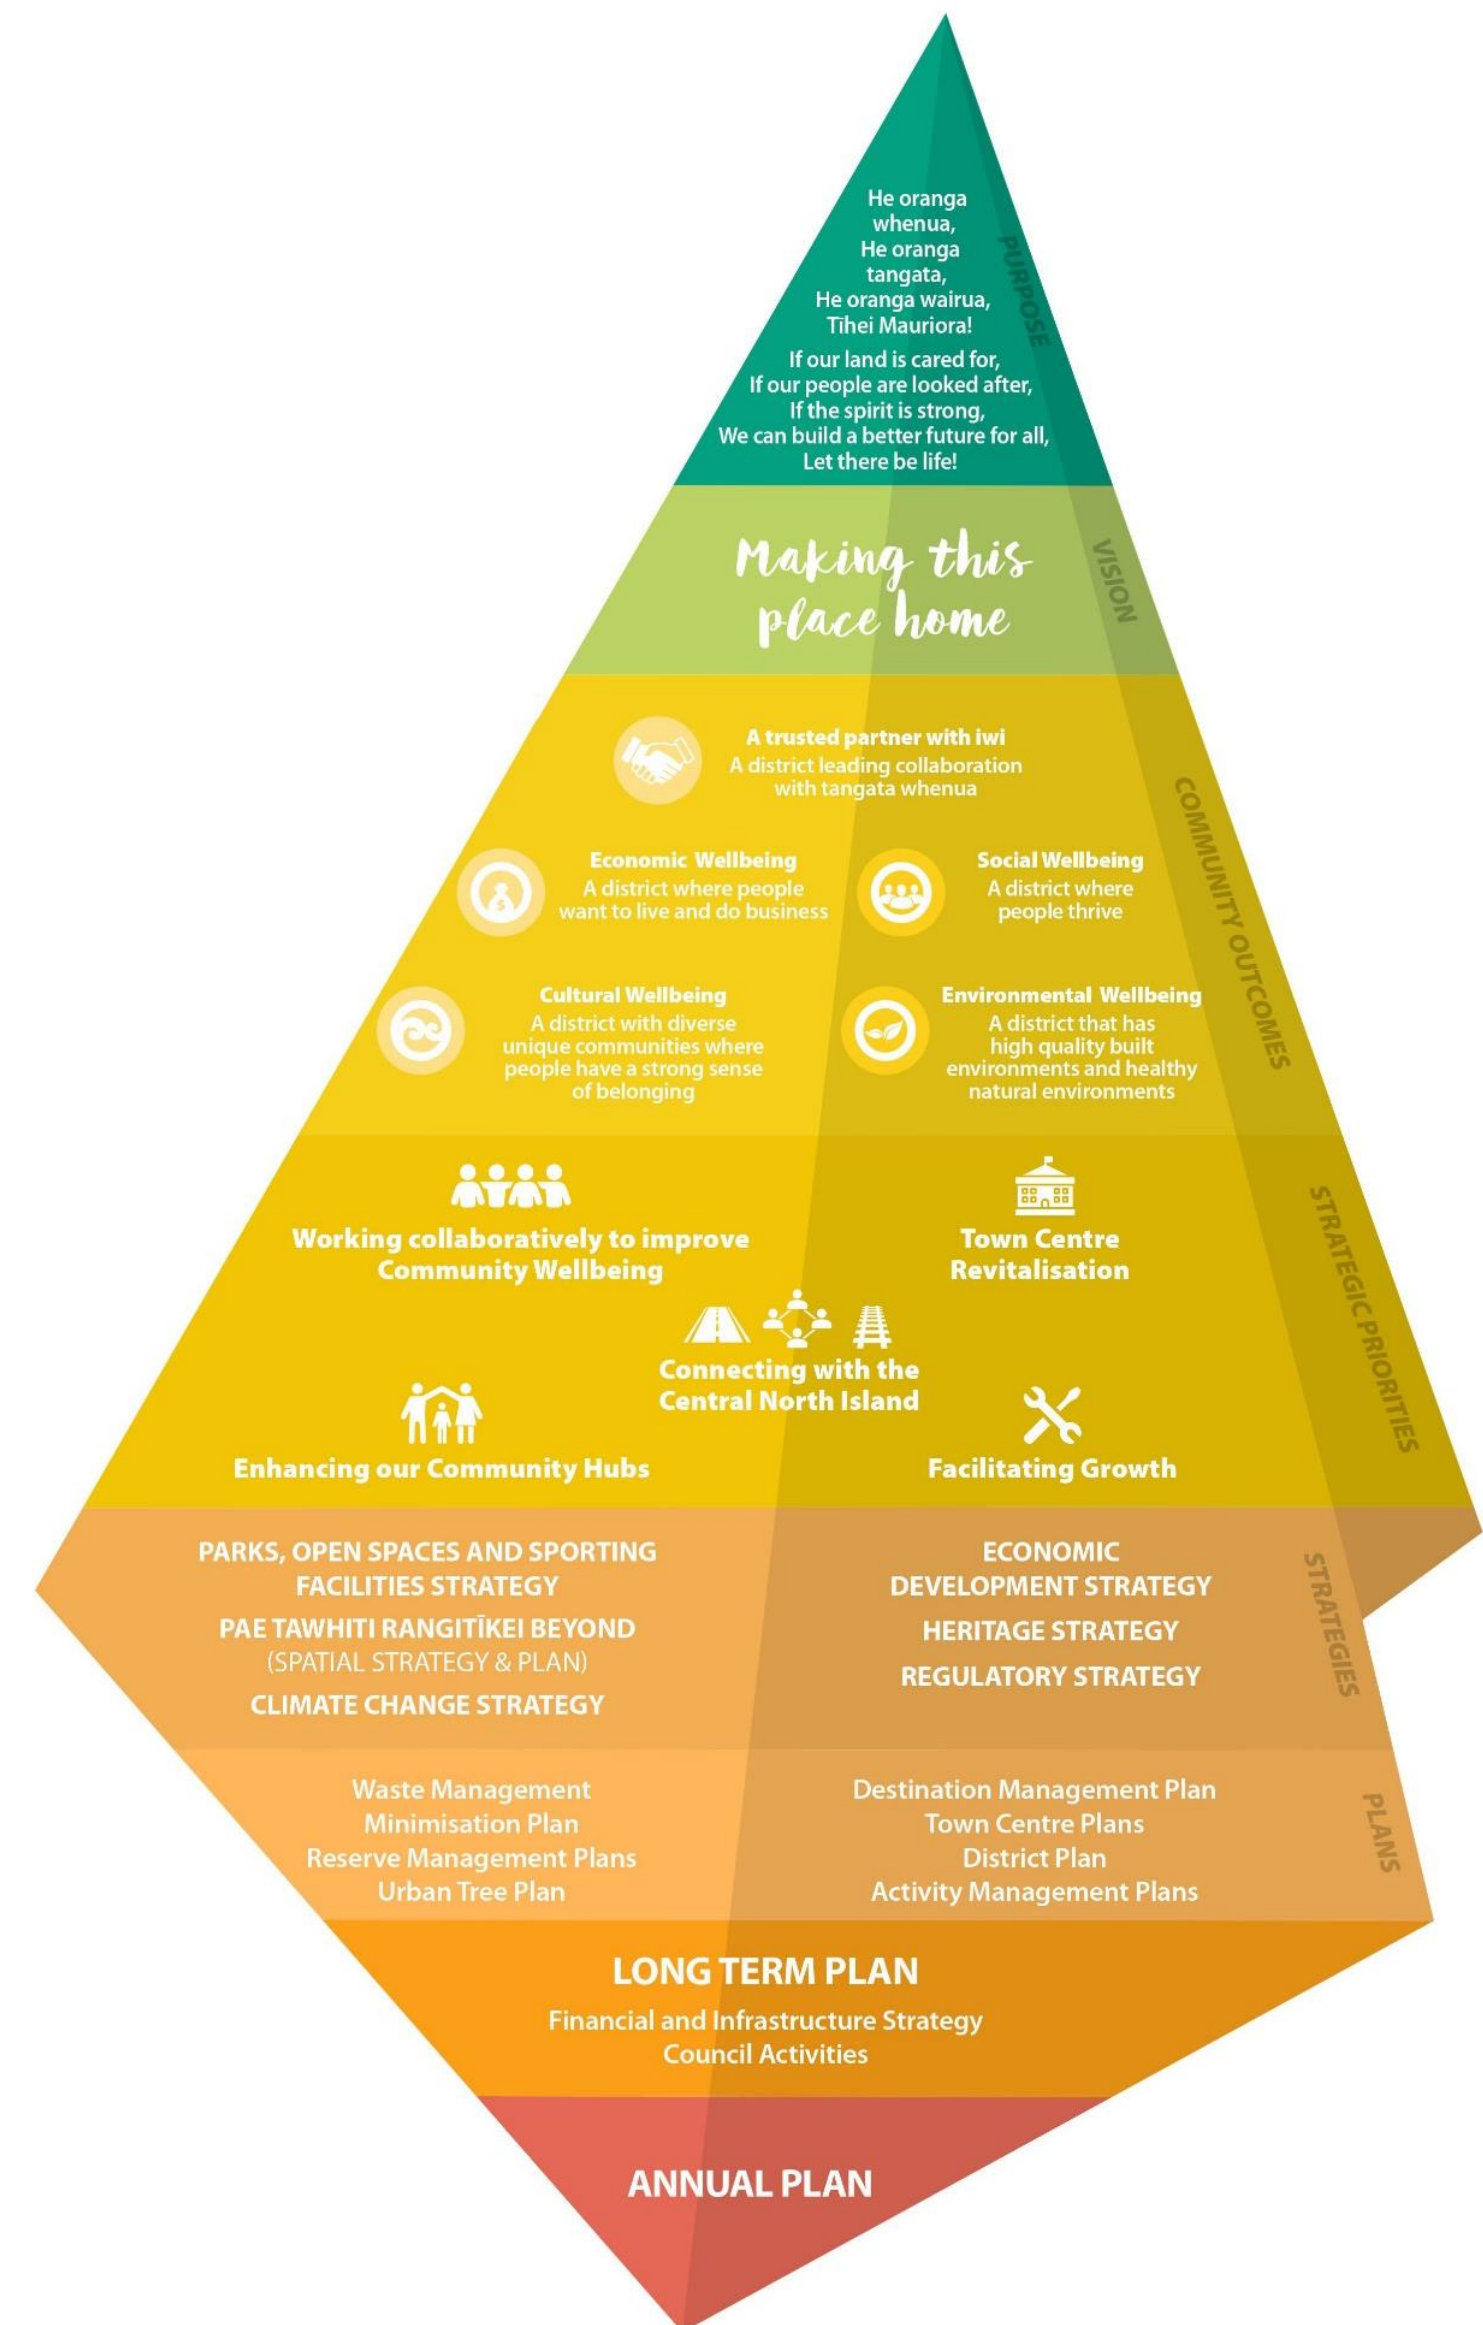 He oranga
whenua,
He oranga
tangata,
He oranga wairua,
Tīhei Mauriora!
If our land is cared for,
If our people are looked after,
If the spirit is strong,
We can build a better future for all,
Let there be life!
PURPOSE
Making this
place home
VISION
A trusted partner with iwi
A district leading collaboration
with tangata whenua
Economic Wellbeing
A district where people
want to live and do business
$
Social Wellbeing
A district where
people thrive
Cultural Wellbeing
A district with diverse
unique communities where
people have a strong sense
of belonging
Environmental Wellbeing
A district that has
high quality built
environments and healthy
natural environments
COMMUNITY OUTCOMES
Working collaboratively to improve
Community Wellbeing
Town Centre
Revitalisation
Connecting with the
Central North Island
Enhancing our Community Hubs
Facilitating Growth
STRATEGIC PRIORITIES
PARKS, OPEN SPACES AND SPORTING
FACILITIES STRATEGY
PAE TAWHITI RANGITĪKEI BEYOND
(SPATIAL STRATEGY & PLAN)
CLIMATE CHANGE STRATEGY
ECONOMIC
DEVELOPMENT STRATEGY
HERITAGE STRATEGY
REGULATORY STRATEGY
STRATEGIES
Waste Management
Minimisation Plan
Reserve Management Plans
Urban Tree Plan
Destination Management Plan
Town Centre Plans
District Plan
Activity Management Plans
PLANS
LONG TERM PLAN
Financial and Infrastructure Strategy
Council Activities
ANNUAL PLAN